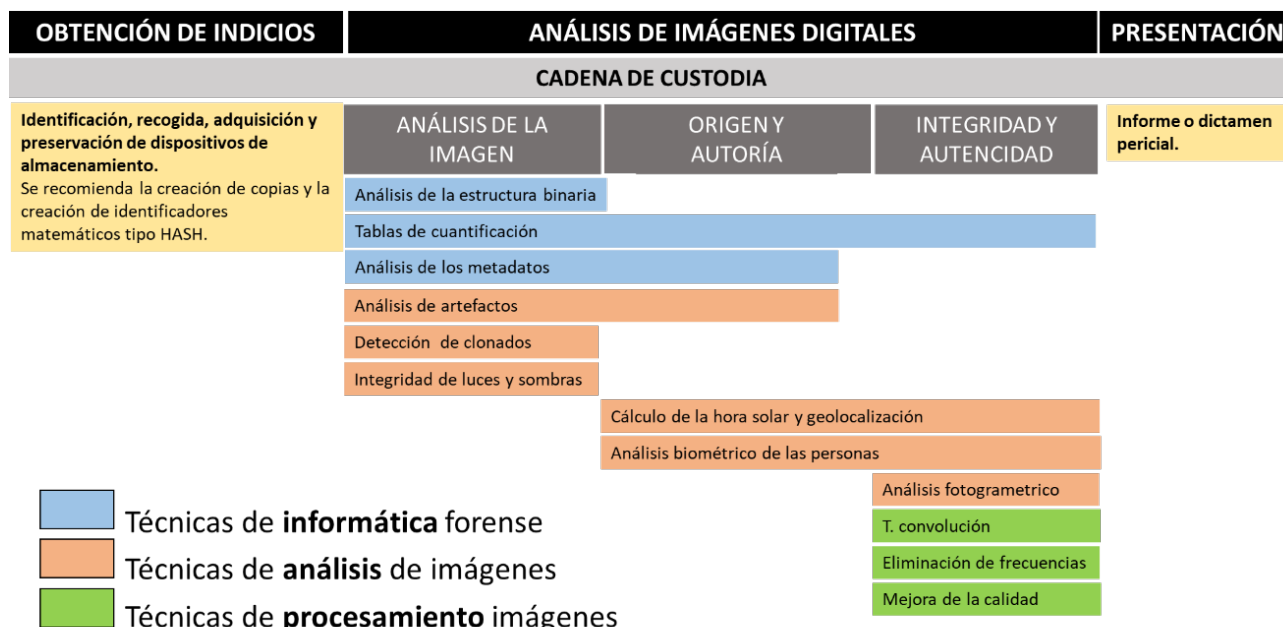 OBTENCIÓN DE INDICIOS
ANÁLISIS DE IMÁGENES DIGITALES
PRESENTACIÓN
CADENA DE CUSTODIA
Identificación, recogida, adquisición y
preservación de dispositivos de
almacenamiento.
Se recomienda la creación de copias y la
creación de identificadores
matemáticos tipo HASH.
ANÁLISIS DE LA
IMAGEN
ORIGEN Y
AUTORÍA
INTEGRIDAD Y
AUTENCIDAD
Informe o dictamen
pericial.
Análisis de la estructura binaria
Tablas de cuantificación
Análisis de los metadatos
Análisis de artefactos
Detección de clonados
Integridad de luces y sombras
Cálculo de la hora solar y geolocalización
Análisis biométrico de las personas
Análisis fotogrametrico
T. convolución
Eliminación de frecuencias
Mejora de la calidad
Técnicas de informática forense
Técnicas de análisis de imágenes
Técnicas de procesamiento imágenes